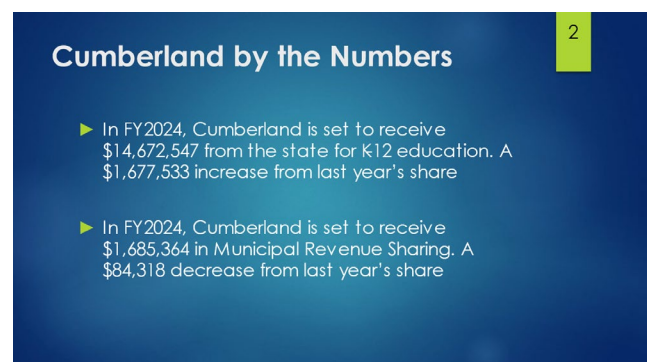 2
Cumberland by the Numbers
In FY2024, Cumberland is set to receive
$14,672,547 from the state for K-12 education. A
$1,677,533 increase from last year's share
In FY2024, Cumberland is set to receive
$1,685,364 in Municipal Revenue Sharing. A
$84,318 decrease from last year's share